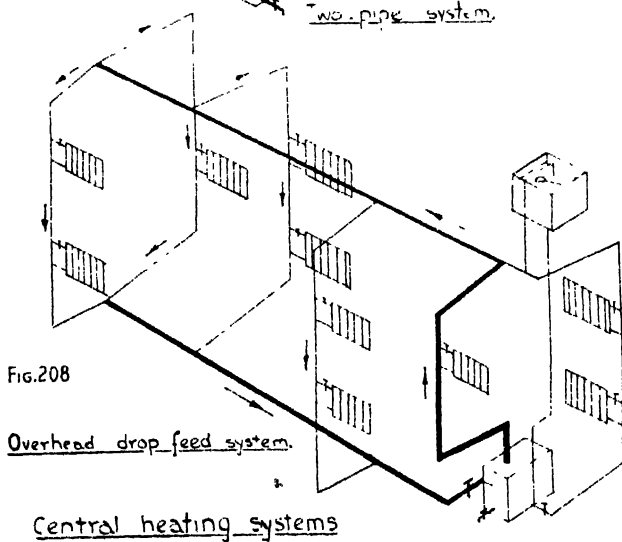 Two-pipe system.
FIG.208
Overhead drop feed system.
Central heating systems